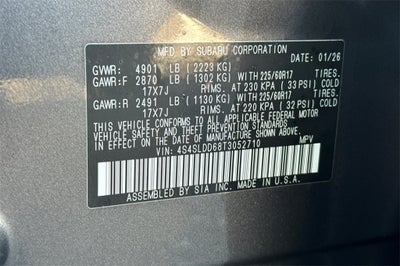 MFD BY SUBARU CORPORATION
DATE: 01/26
GVWR: 4901 LB (2223 KG)
GAWR:F 2870 LB (1302 KG) WITH 225/60R17 TIRES.
17X7J RIMS, AT 230 KPA (33 PSI) COLD
GAWR:R 2491 LB (1130 KG) WITH 225/60R17 TIRES.
17X7J RIMS, AT 220 KPA (32 PSI) COLD
THIS VEHICLE CONFORMS TO ALL APPLICABLE FEDERAL MOTOR
VEHICLE SAFETY STANDARDS IN EFFECT ON THE
DATE OF MANUFACTURE SHOWN ABOVE.
VIN: 4S4SLDD68T3052710 MPV
ASSEMBLED BY SIA INC. MADE IN U.S.A.